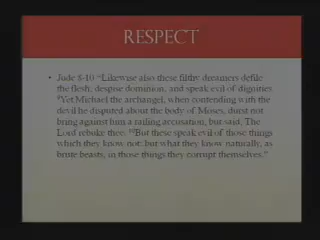 RESPECT
• Jude 8-10 "Likewise also these filthy dreamers defile
the flesh, despise dominion, and speak evil of dignities.
⁹Yet Michael the archangel, when contending with the
devil he disputed about the body of Moses, durst not
bring against him a railing accusation, but said, The
Lord rebuke thee. ¹⁰But these speak evil of those things
which they know not: but what they know naturally, as
brute beasts, in those things they corrupt themselves."